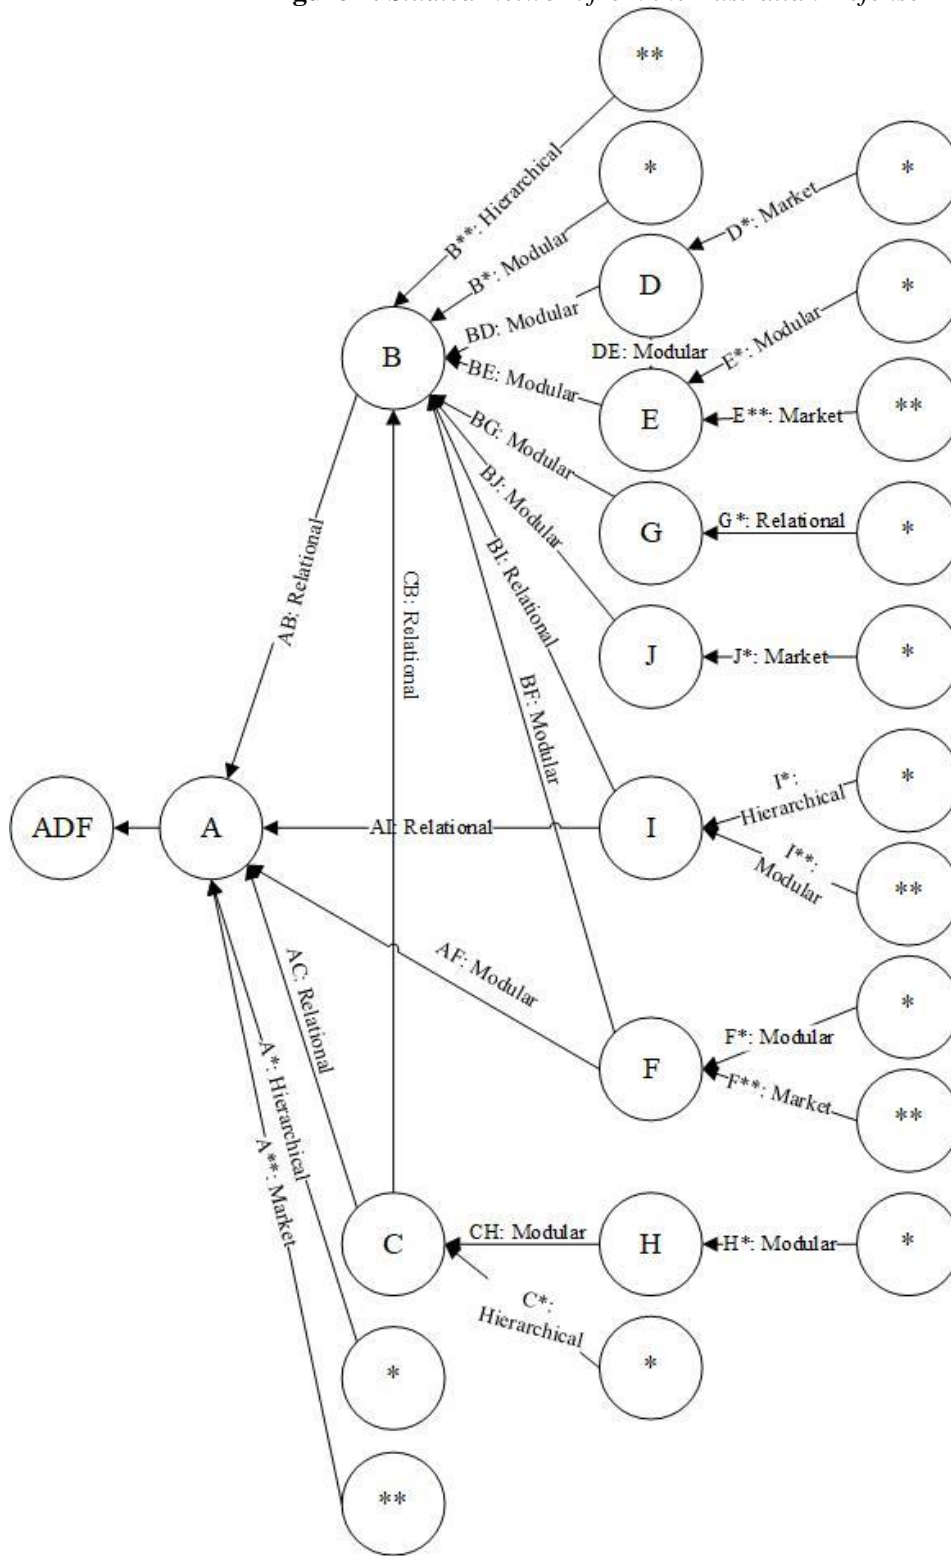 **
*
*
B**: Hierarchical
B*: Modular
D*: Market
D
BD: Modular
*
DE: Modular
E*: Modular
B
BE: Modular
E
E**: Market
**
BG: Modular
G
G*: Relational
*
BJ: Modular
BI: Relational
AB: Relational
CB: Relational
J
J*: Market
*
BF: Modular
I*:
Hierarchical
*
ADF
A
AI: Relational
I
I**:
Modular
**
AF: Modular
AC: Relational
*
F*: Modular
F
F**: Market
**
A*: Hierarchical
A**: Market
C
CH: Modular
H
H*: Modular
*
C*:
Hierarchical
*
*
**